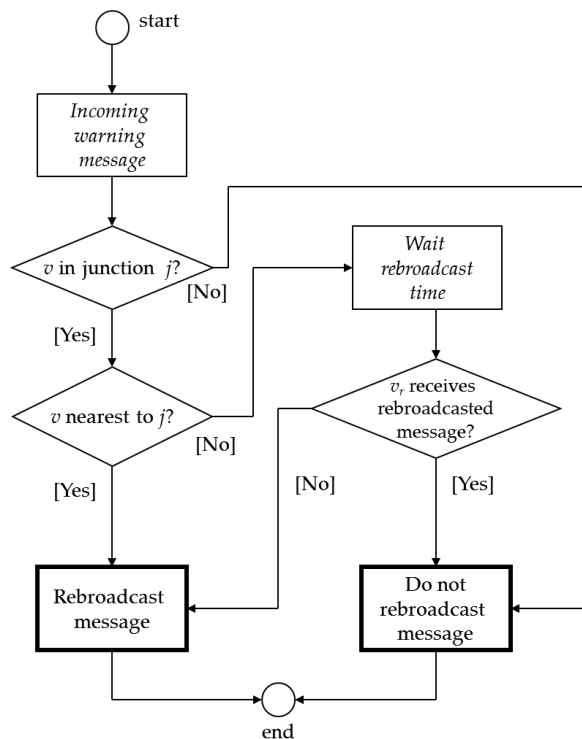 start
Incoming
warning
message
v in junction j?
[No]
[Yes]
Wait
rebroadcast
time
v nearest to j?
[No]
[Yes]
vr receives
rebroadcasted
message?
[No]
[Yes]
Rebroadcast
message
Do not
rebroadcast
message
end